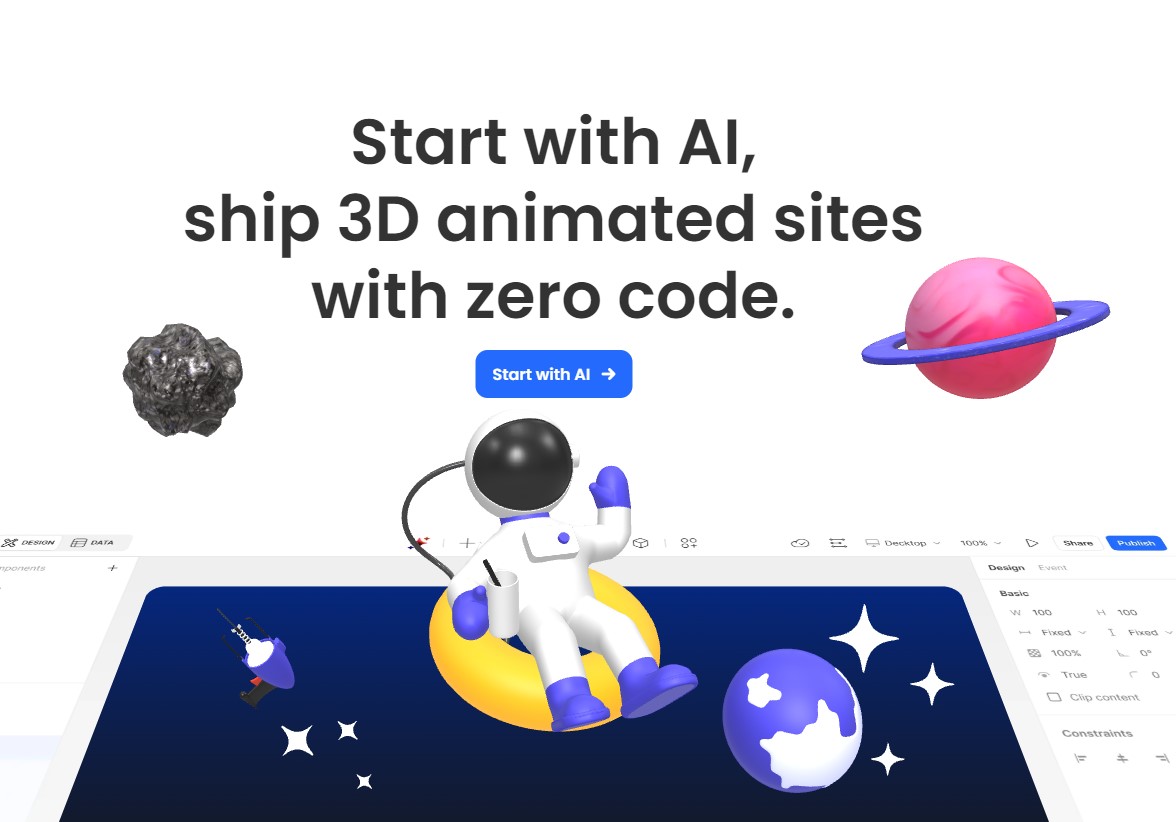 Start with AI,
ship 3D animated sites
with zero code.
Start with AI
DESIGN DATA
Decktop 100% Share Publish
Design Event
Basic
W 100 H 100
Fixed Fixed
100% 0°
True 0
Clip content
Constraints